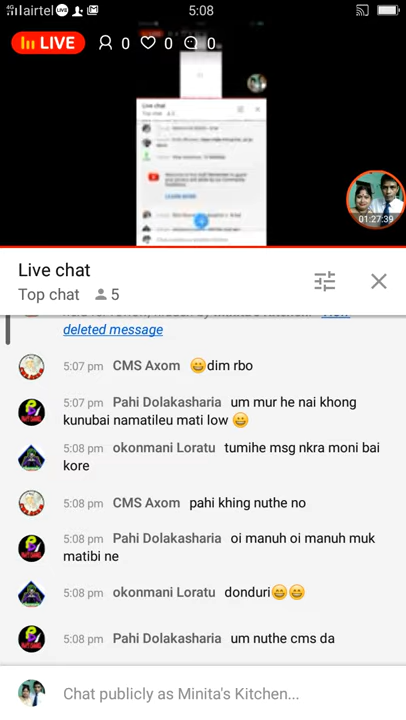 airtel 5:08
LIVE 0 0 0
Live chat
01:27:39
Live chat
Top chat 5
deleted message
5:07 pm CMS Axom 😀dim rbo
5:07 pm Pahi Dolakasharia um mur he nai khong
kunubai namatileu mati low 😀
5:08 pm okonmani Loratu tumihe msg nkra moni bai
kore
5:08 pm CMS Axom pahi khing nuthe no
5:08 pm Pahi Dolakasharia oi manuh oi manuh muk
matibi ne
5:08 pm okonmani Loratu donduri😄😄
5:08 pm Pahi Dolakasharia um nuthe cms da
Chat publicly as Minita's Kitchen...